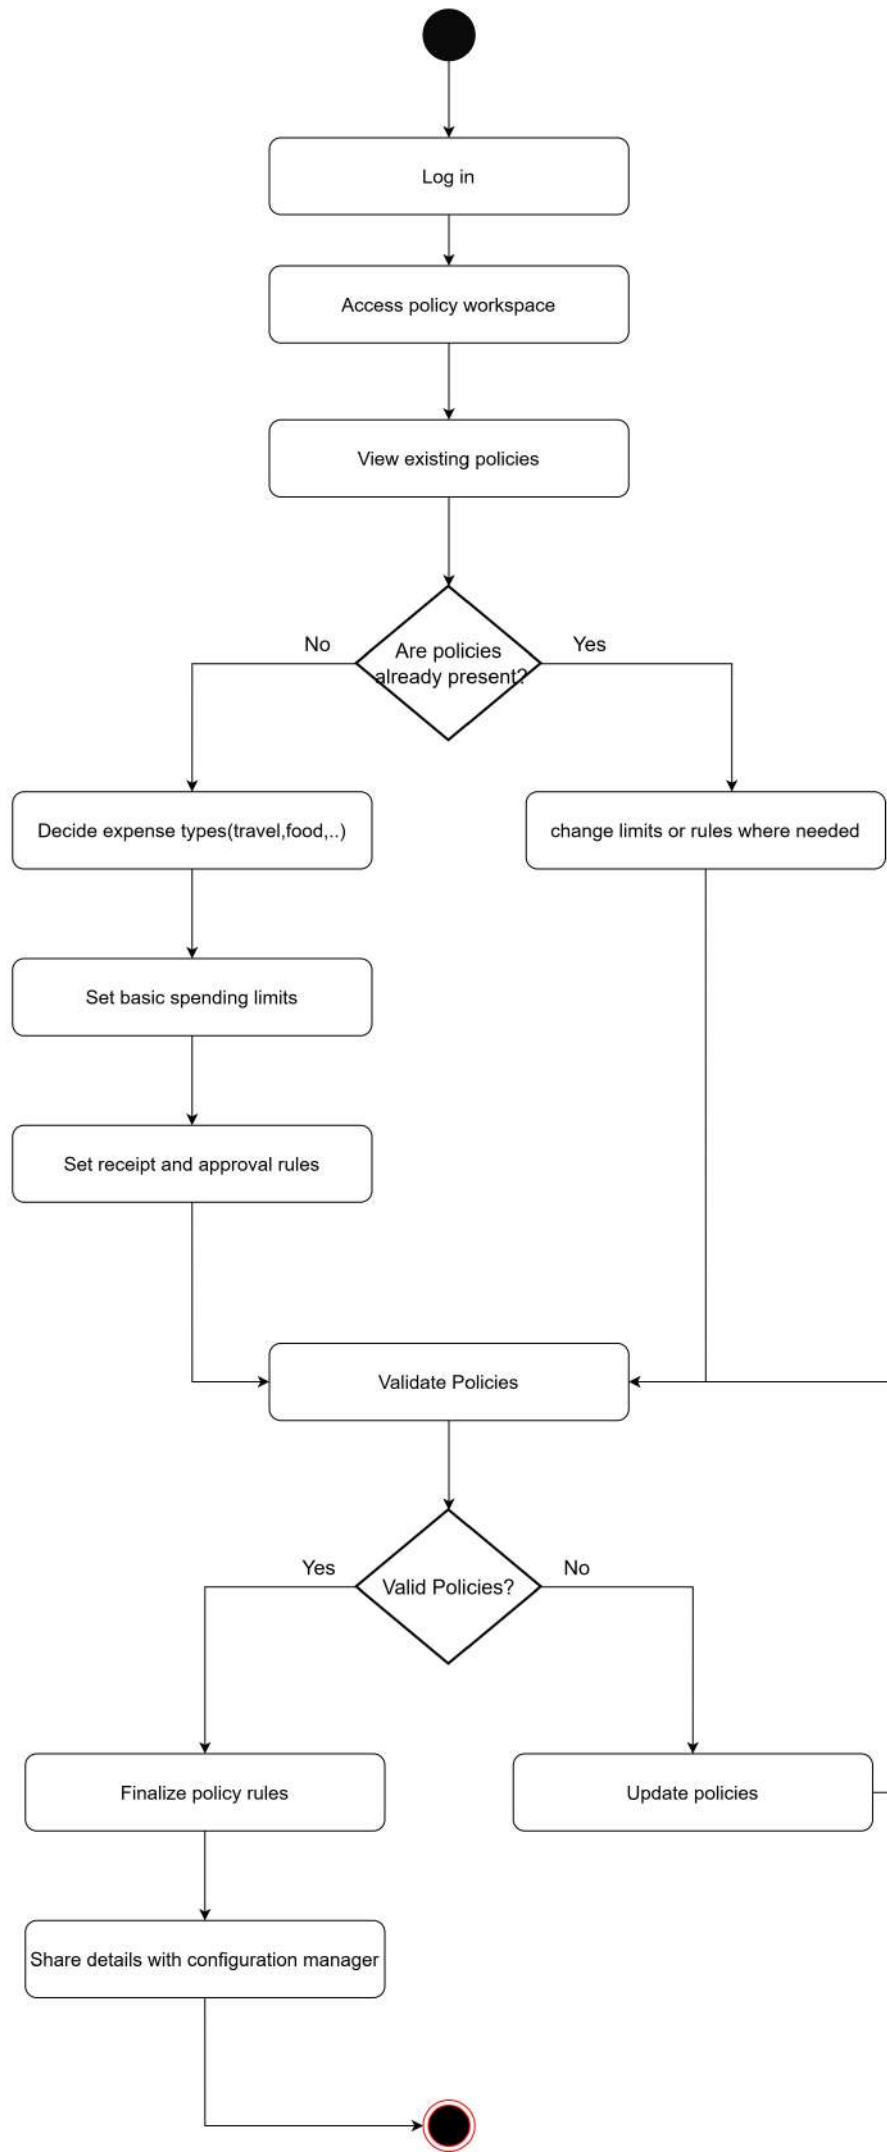 Log in
Access policy workspace
View existing policies
No
Are policies
already present?
Yes
Decide expense types(travel,food,..)
change limits or rules where needed
Set basic spending limits
Set receipt and approval rules
Validate Policies
Yes
Valid Policies?
No
Finalize policy rules
Update policies
Share details with configuration manager